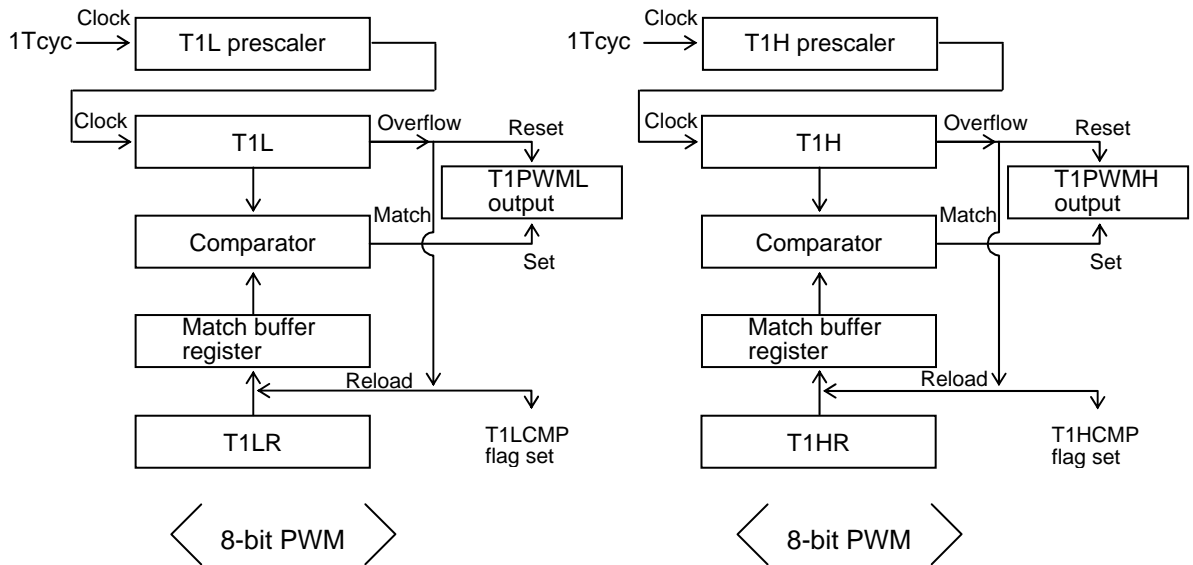 Clock
1Tcyc
T1L prescaler
Clock
T1L
Overflow
Reset
T1PWML
output
Comparator
Match
Set
Match buffer
register
Reload
T1LR
T1LCMP
flag set
8-bit PWM
Clock
1Tcyc
T1H prescaler
Clock
T1H
Overflow
Reset
T1PWMH
output
Comparator
Match
Set
Match buffer
register
Reload
T1HR
T1HCMP
flag set
8-bit PWM